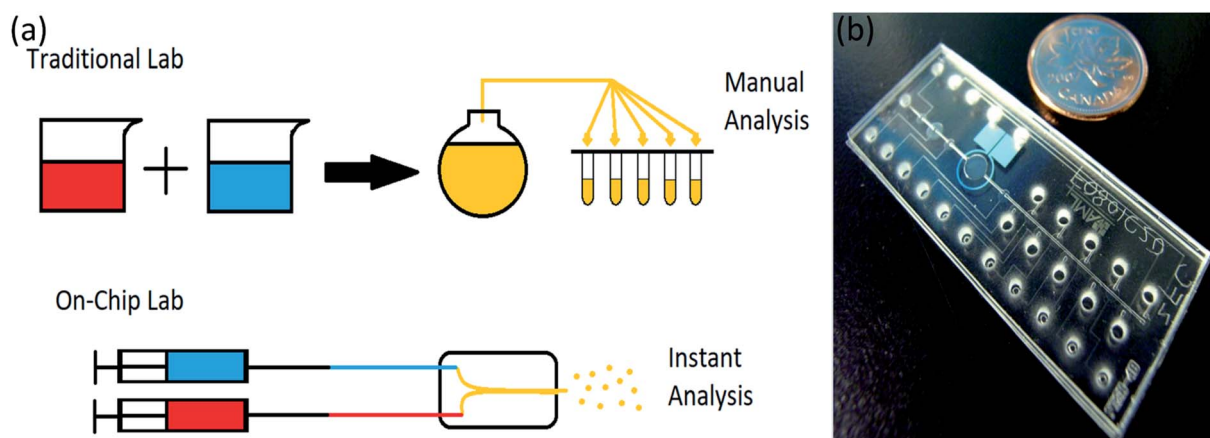 (a)
Traditional Lab
Manual
Analysis
On-Chip Lab
Instant
Analysis
(b)
CANADA